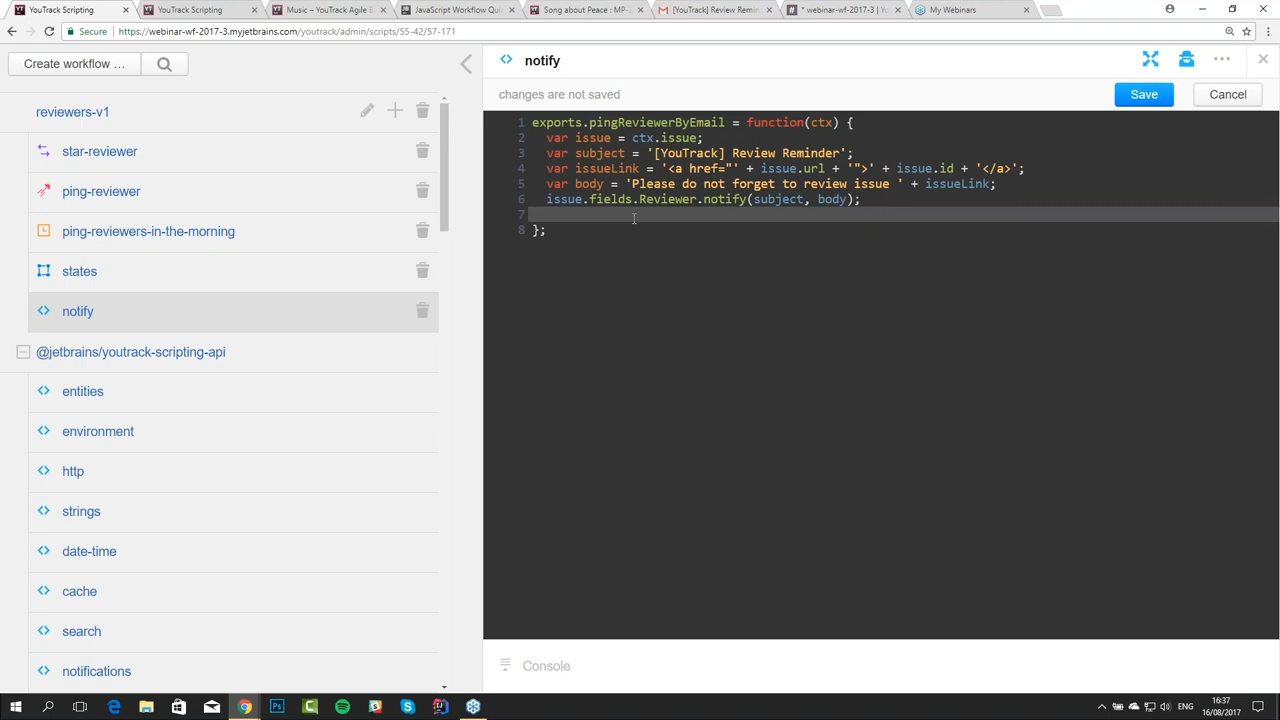 YouTrack Scripting
YouTrack Scripting
Music – YouTrack Agile B
JavaScript Workflow Quic
Song about Peace : MP-
[YouTrack] Review Remin
* webinar-wf-2017-3 | Yo
My Webinars
Secure
https://webinar-wf-2017-3.myjetbrains.com/youtrack/admin/scripts/55-42/57-171
Create workflow ...
reviewers-v1
star-reviewer
ping-reviewer
ping-reviewers-in-the-morning
states
notify
@jetbrains/youtrack-scripting-api
entities
environment
http
strings
date-time
cache
search
notifications
notify
changes are not saved
Save
Cancel
1 exports.pingReviewerByEmail = function(ctx) {
2 var issue = ctx.issue;
3 var subject = '[YouTrack] Review Reminder';
4 var issueLink = '<a href="' + issue.url + '">' + issue.id + '</a>';
5 var body = 'Please do not forget to review issue ' + issueLink;
6 issue.fields.Reviewer.notify(subject, body);
7
8 };
Console
ENG
16:37
16/08/2017